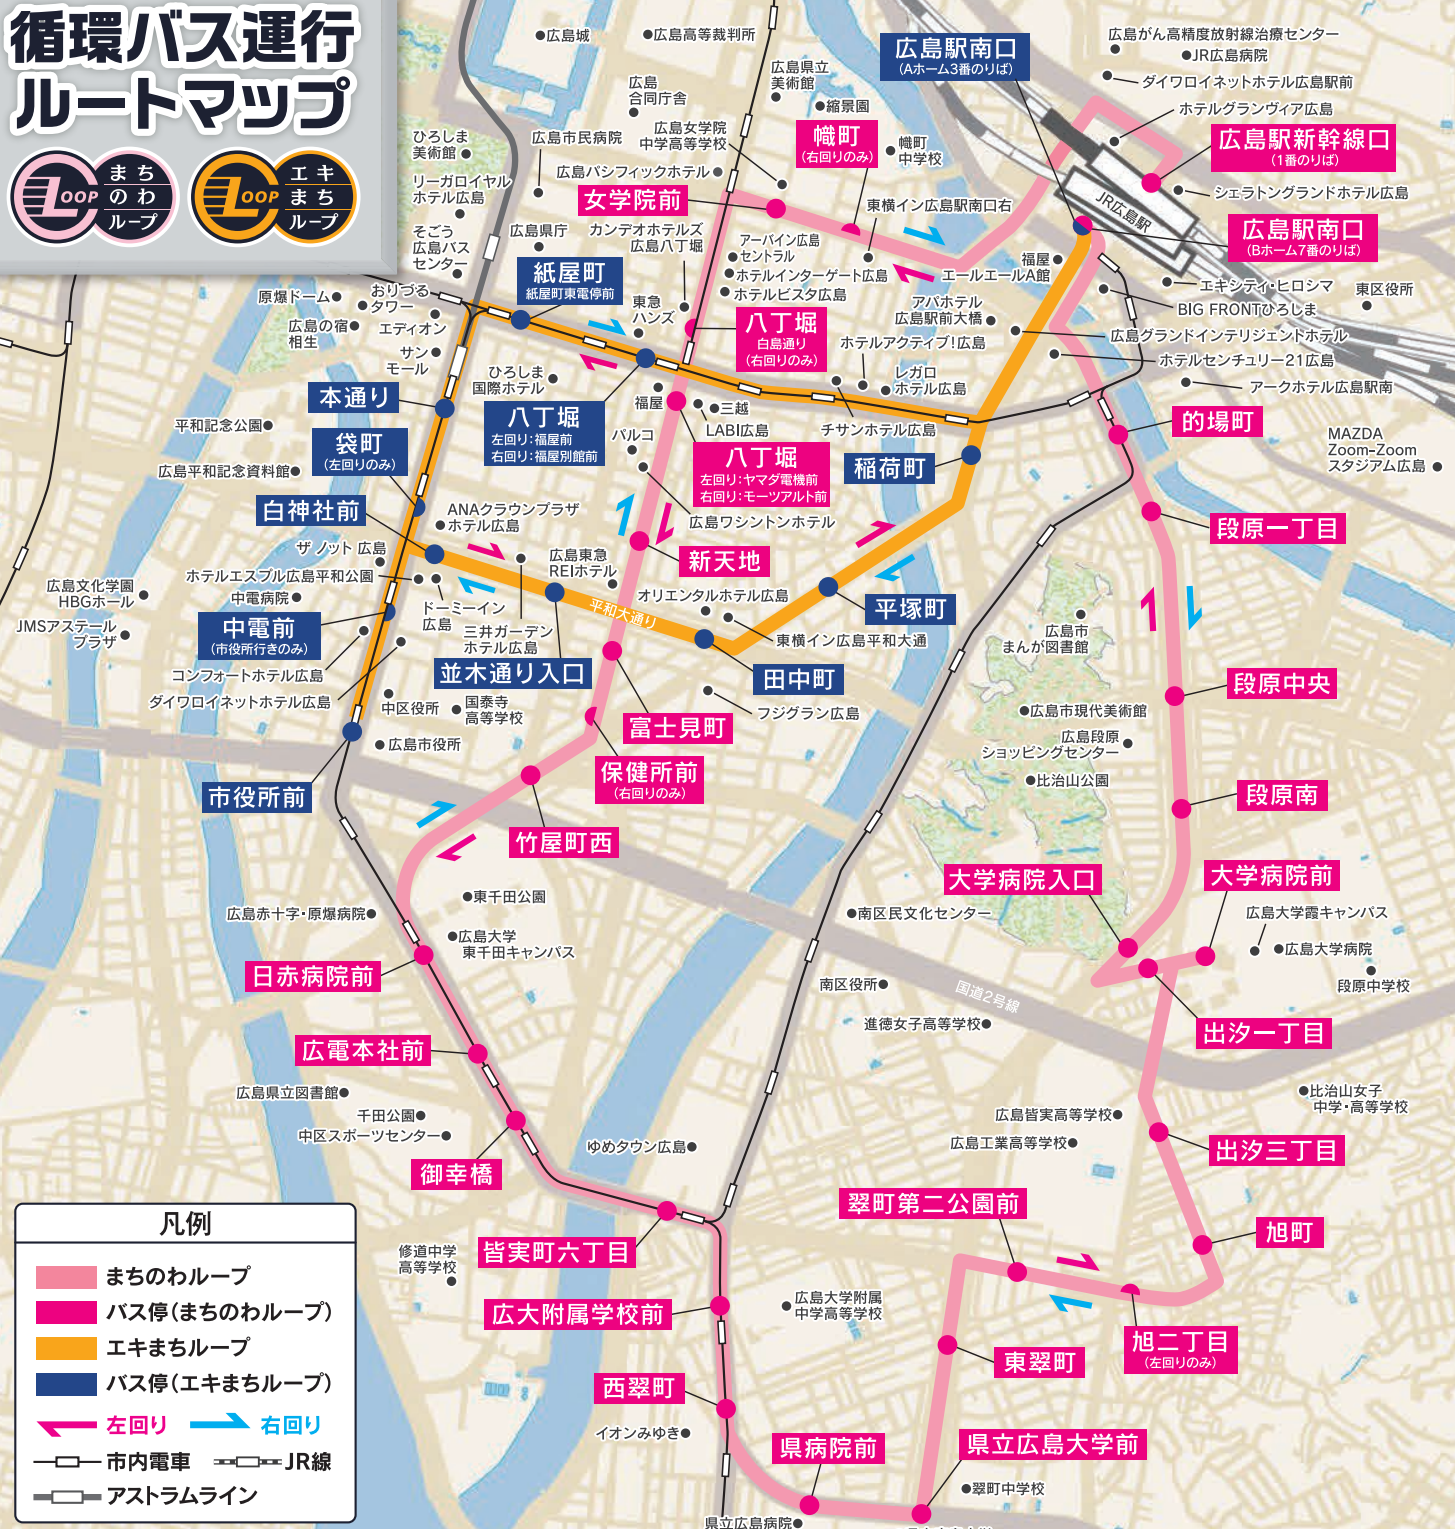 循環バス運行
ルートマップ
LOOP
まち
のわ
ループ
LOOP
エキ
まち
ループ
広島城
広島高等裁判所
広島
合同庁舎
広島県立
美術館
縮景園
広島駅南口
(Aホーム3番のりば)
広島がん高精度放射線治療センター
JR広島病院
ダイワロイネットホテル広島駅前
ホテルグランヴィア広島
広島駅新幹線口
(1番のりば)
シェラトングランドホテル広島
JR広島駅
広島駅南口
(Bホーム7番のりば)
ひろしま
美術館
広島市民病院
広島女学院
中学高等学校
幟町
(右回りのみ)
幟町
中学校
リーガロイヤル
ホテル広島
広島パシフィックホテル
女学院前
東横イン広島駅南口右
そごう
広島バス
センター
広島県庁
カンデオホテルズ
広島八丁堀
アーバイン広島
セントラル
ホテルインターゲート広島
ホテルビスタ広島
福屋
エールエールA館
エキシティ・ヒロシマ
東区役所
BIG FRONTひろしま
紙屋町
紙屋町東電停前
東急
ハンズ
原爆ドーム
おりづる
タワー
広島の宿
相生
エディオン
サン
モール
八丁堀
白島通り
(右回りのみ)
アパホテル
広島駅前大橋
ホテルアクティブ!広島
広島グランドインテリジェントホテル
ホテルセンチュリー21広島
アークホテル広島駅南
レガロ
ホテル広島
ひろしま
国際ホテル
本通り
八丁堀
左回り:福屋前
右回り:福屋別館前
福屋
三越
LABI広島
チサンホテル広島
的場町
平和記念公園
袋町
(左回りのみ)
パルコ
八丁堀
左回り:ヤマダ電機前
右回り:モーツアルト前
稲荷町
MAZDA
Zoom-Zoom
スタジアム広島
広島平和記念資料館
白神社前
ANAクラウンプラザ
ホテル広島
広島ワシントンホテル
段原一丁目
ザ ノット 広島
ホテルエスプル広島平和公園
中電病院
広島東急
REIホテル
新天地
オリエンタルホテル広島
平塚町
広島文化学園
HBGホール
JMSアステール
プラザ
中電前
(市役所行きのみ)
ドーミーイン
広島
三井ガーデン
ホテル広島
平和大通り
東横イン広島平和大通
広島市
まんが図書館
コンフォートホテル広島
並木通り入口
田中町
段原中央
ダイワロイネットホテル広島
中区役所
国泰寺
高等学校
フジグラン広島
広島市現代美術館
富士見町
広島段原
ショッピングセンター
広島市役所
保健所前
(右回りのみ)
比治山公園
市役所前
段原南
竹屋町西
大学病院入口
大学病院前
東千田公園
広島赤十字・原爆病院
南区民文化センター
広島大学霞キャンパス
広島大学
東千田キャンパス
広島大学病院
日赤病院前
南区役所
段原中学校
国道2号線
進徳女子高等学校
出汐一丁目
広電本社前
広島県立図書館
比治山女子
中学・高等学校
千田公園
中区スポーツセンター
広島皆実高等学校
広島工業高等学校
出汐三丁目
ゆめタウン広島
御幸橋
翠町第二公園前
旭町
皆実町六丁目
修道中学
高等学校
広大附属学校前
広島大学附属
中学高等学校
旭二丁目
(左回りのみ)
東翠町
西翠町
イオンみゆき
県病院前
県立広島大学前
翠町中学校
県立広島病院
凡例
まちのわループ
バス停(まちのわループ)
エキまちループ
バス停(エキまちループ)
左回り
右回り
市内電車
JR線
アストラムライン